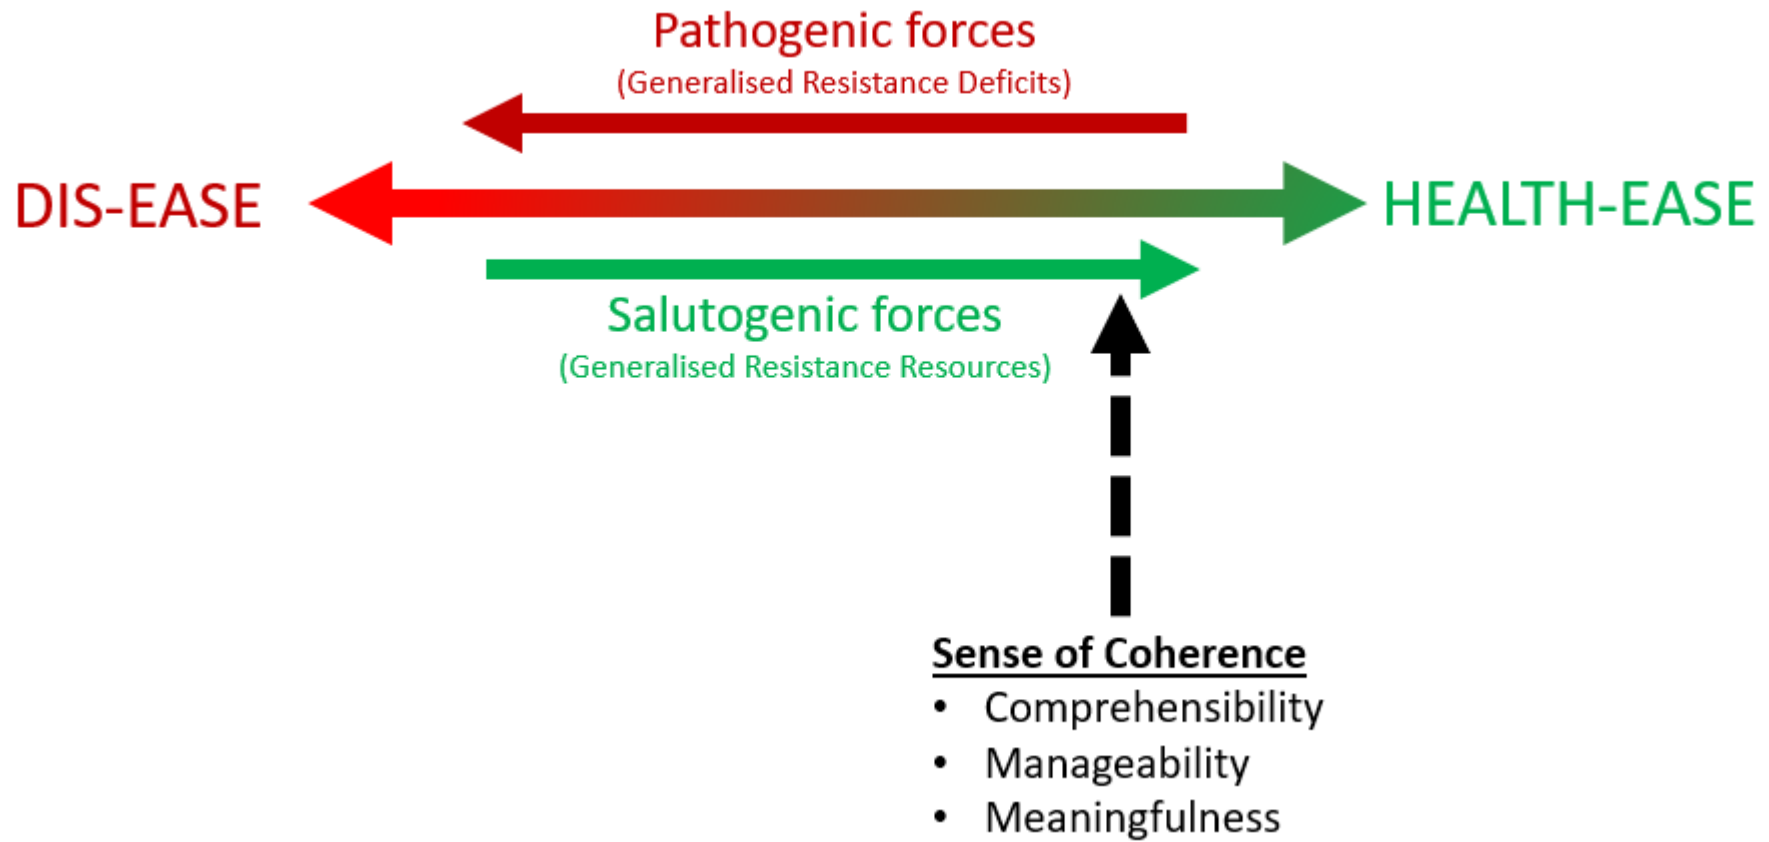 Pathogenic forces
(Generalised Resistance Deficits)
DIS-EASE
HEALTH-EASE
Salutogenic forces
(Generalised Resistance Resources)
Sense of Coherence
• Comprehensibility
• Manageability
• Meaningfulness